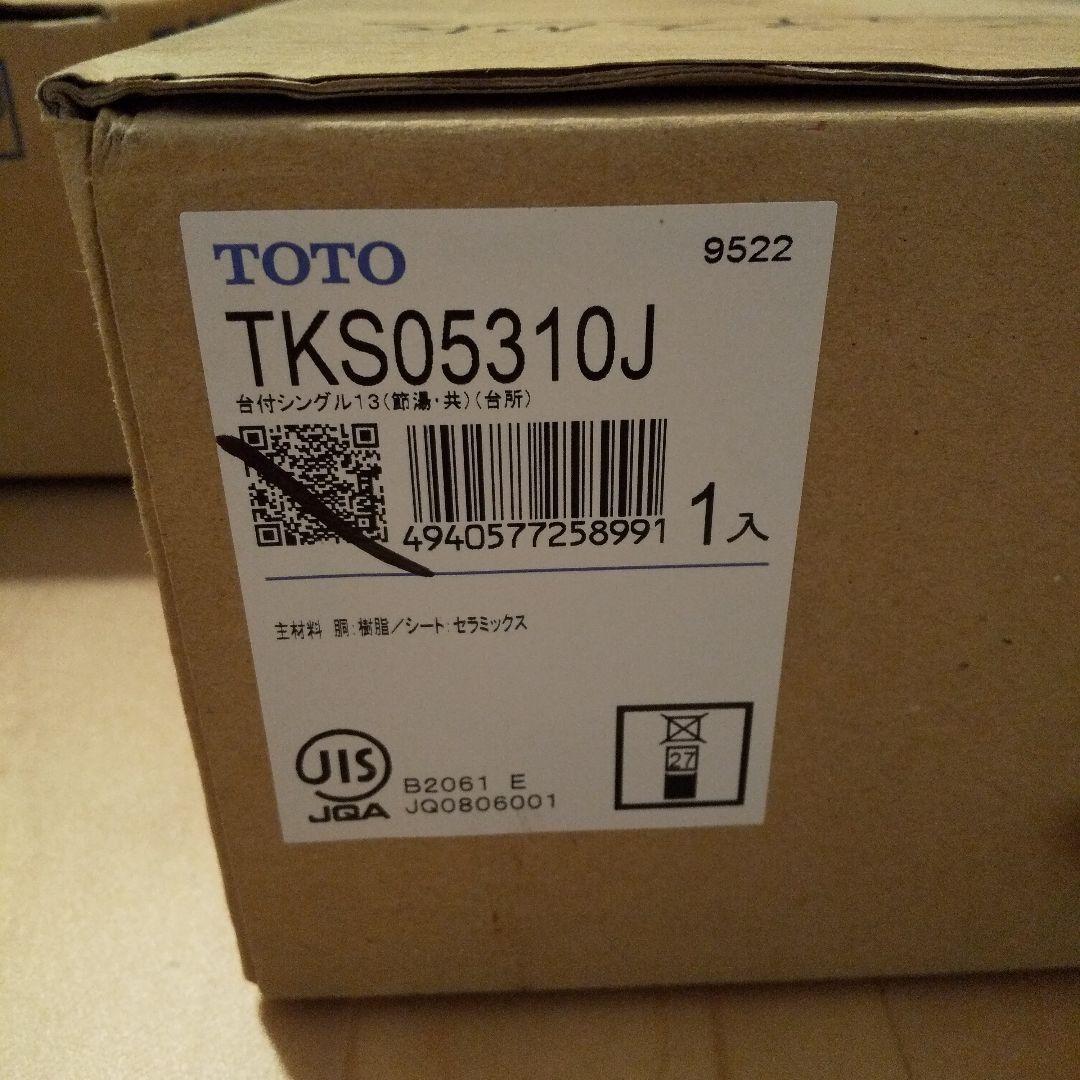 TOTO
9522
TKS05310J
台付シングル13(節湯・共)(台所)
4940577258991
1入
主材料 胴:樹脂/シート:セラミックス
JIS
JQA
B2061 E
JQ0806001
27